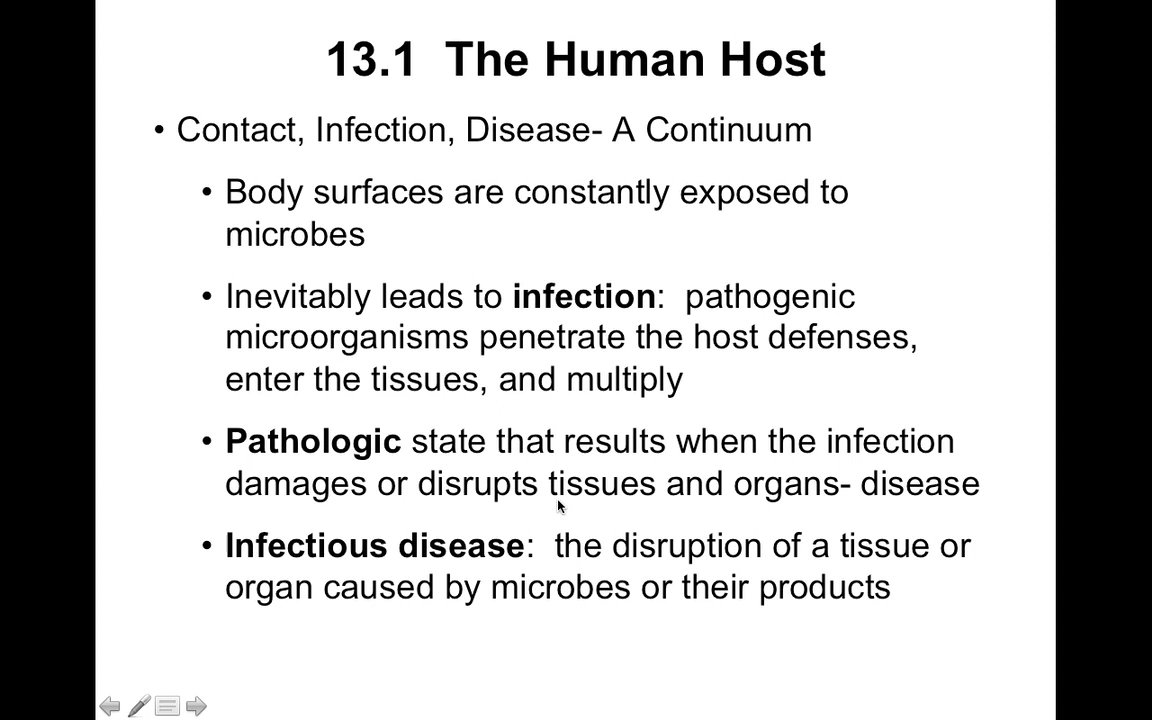 13.1  The Human Host
• Contact, Infection, Disease- A Continuum
• Body surfaces are constantly exposed to
microbes
• Inevitably leads to infection:  pathogenic
microorganisms penetrate the host defenses,
enter the tissues, and multiply
• Pathologic state that results when the infection
damages or disrupts tissues and organs- disease
• Infectious disease:  the disruption of a tissue or
organ caused by microbes or their products